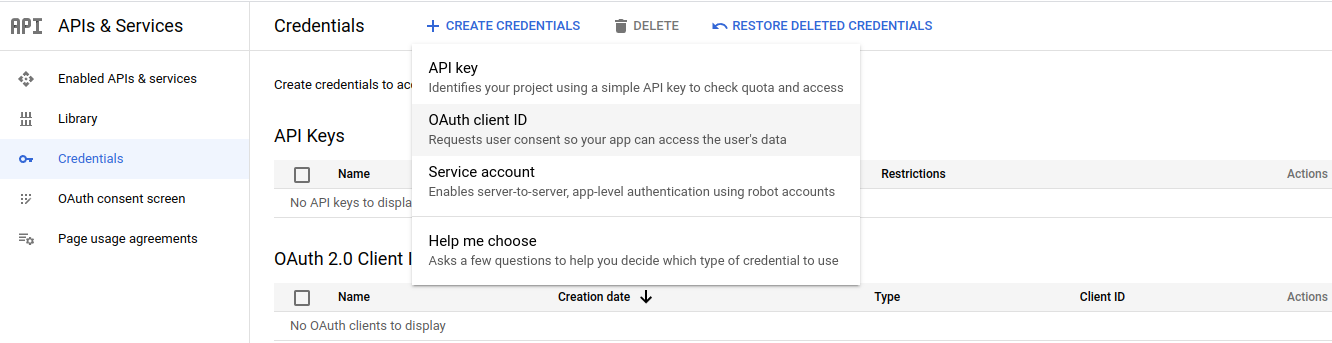 API APIs & Services
Credentials
CREATE CREDENTIALS
DELETE
RESTORE DELETED CREDENTIALS
Enabled APIs & services
Library
Credentials
OAuth consent screen
Page usage agreements
Create credentials to
API key
Identifies your project using a simple API key to check quota and access
OAuth client ID
Requests user consent so your app can access the user's data
Service account
Enables server-to-server, app-level authentication using robot accounts
Help me choose
Asks a few questions to help you decide which type of credential to use
API Keys
Name
Restrictions
Actions
No API keys to
OAuth 2.0 Client
Name
Creation date
Type
Client ID
Actions
No OAuth clients to display